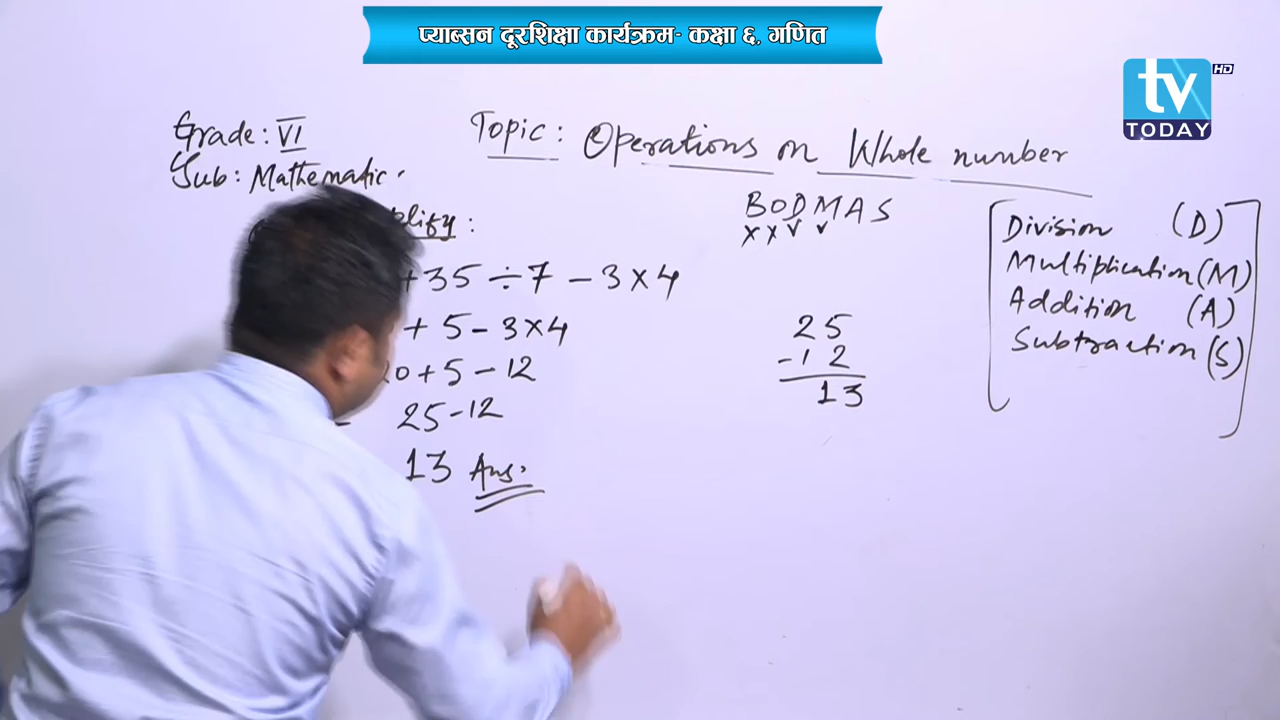 प्याब्सन दूरशिक्षा कार्यक्रम- कक्षा ६, गणित
tv HD
TODAY
Grade: VI
Sub: Mathematic.
Topic: Operations on Whole number
plify:
+35 ÷ 7 - 3 × 4
+ 5 - 3×4
0 + 5 - 12
25 - 12
13 Ans.
BODMAS
× × ✓ ✓
25
-12
13
Division (D)
Multiplication (M)
Addition (A)
Subtraction (S)